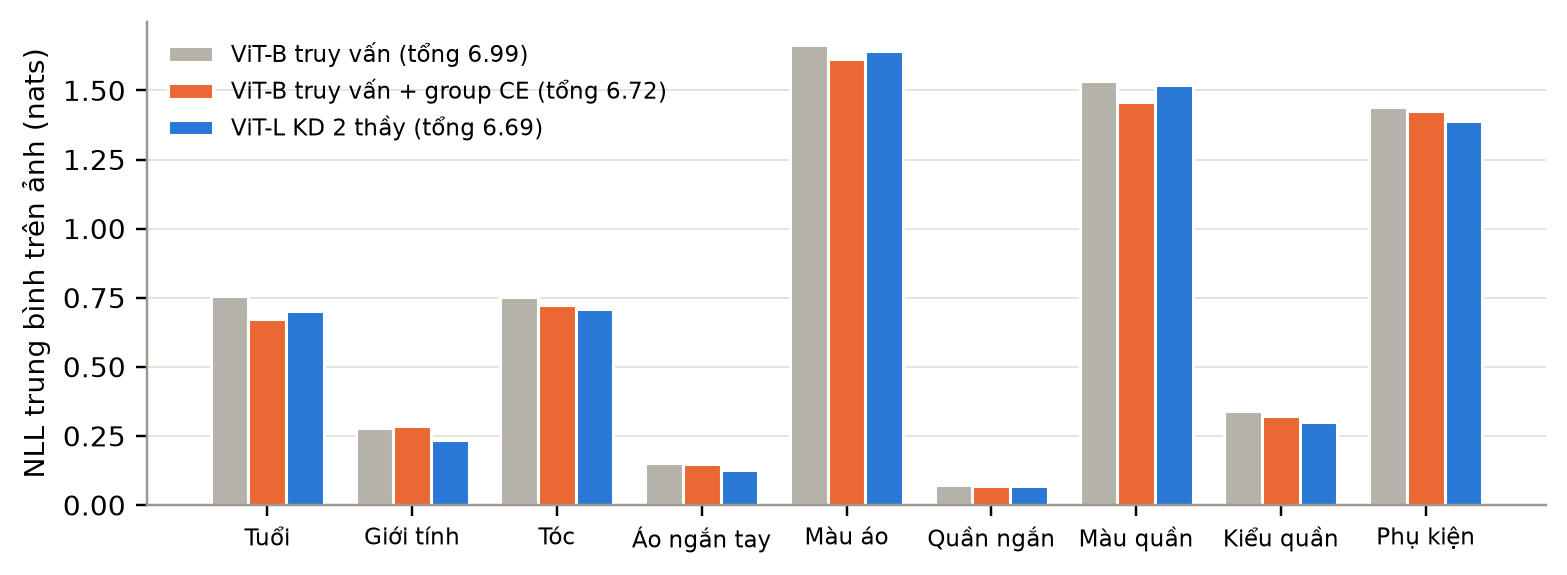 ViT-B truy vấn (tổng 6.99)
ViT-B truy vấn + group CE (tổng 6.72)
ViT-L KD 2 thầy (tổng 6.69)
NLL trung bình trên ảnh (nats)
1.50
1.25
1.00
0.75
0.50
0.25
0.00
Tuổi Giới tính Tóc Áo ngắn tay Màu áo Quần ngắn Màu quần Kiểu quần Phụ kiện